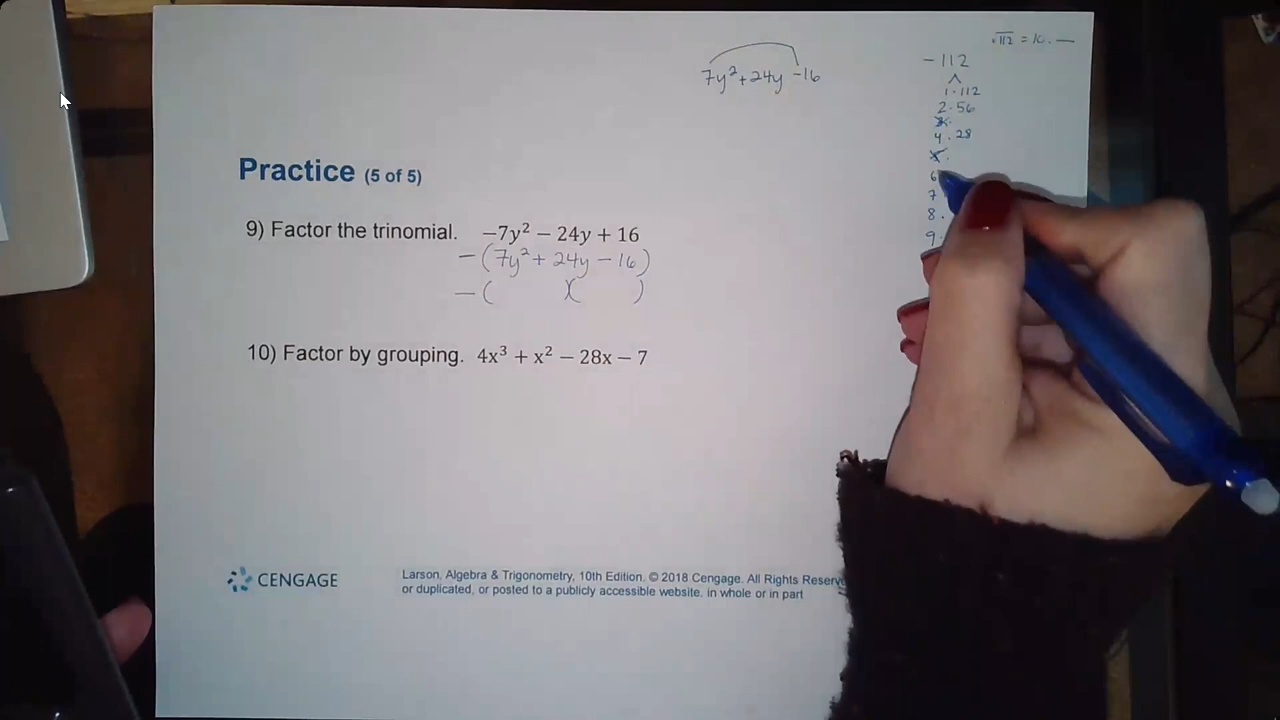 √112 = 10. —
7y² + 24y - 16
-112
1·112
2·56
3·
4·28
5·
6
7
8.
9.
Practice (5 of 5)
9) Factor the trinomial. −7y² − 24y + 16
-(7y² + 24y - 16)
-( )( )
10) Factor by grouping. 4x³ + x² − 28x − 7
CENGAGE
Larson, Algebra & Trigonometry, 10th Edition. © 2018 Cengage. All Rights Reserve
or duplicated, or posted to a publicly accessible website, in whole or in part